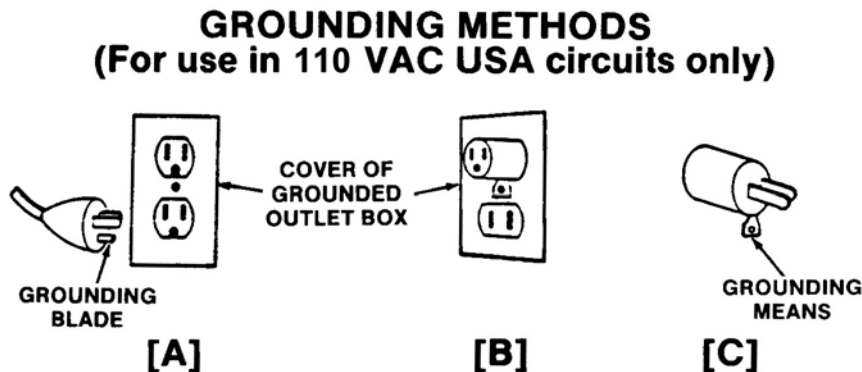 GROUNDING METHODS
(For use in 110 VAC USA circuits only)
COVER OF
GROUNDED
OUTLET BOX
GROUNDING
BLADE
GROUNDING
MEANS
[A]
[B]
[C]